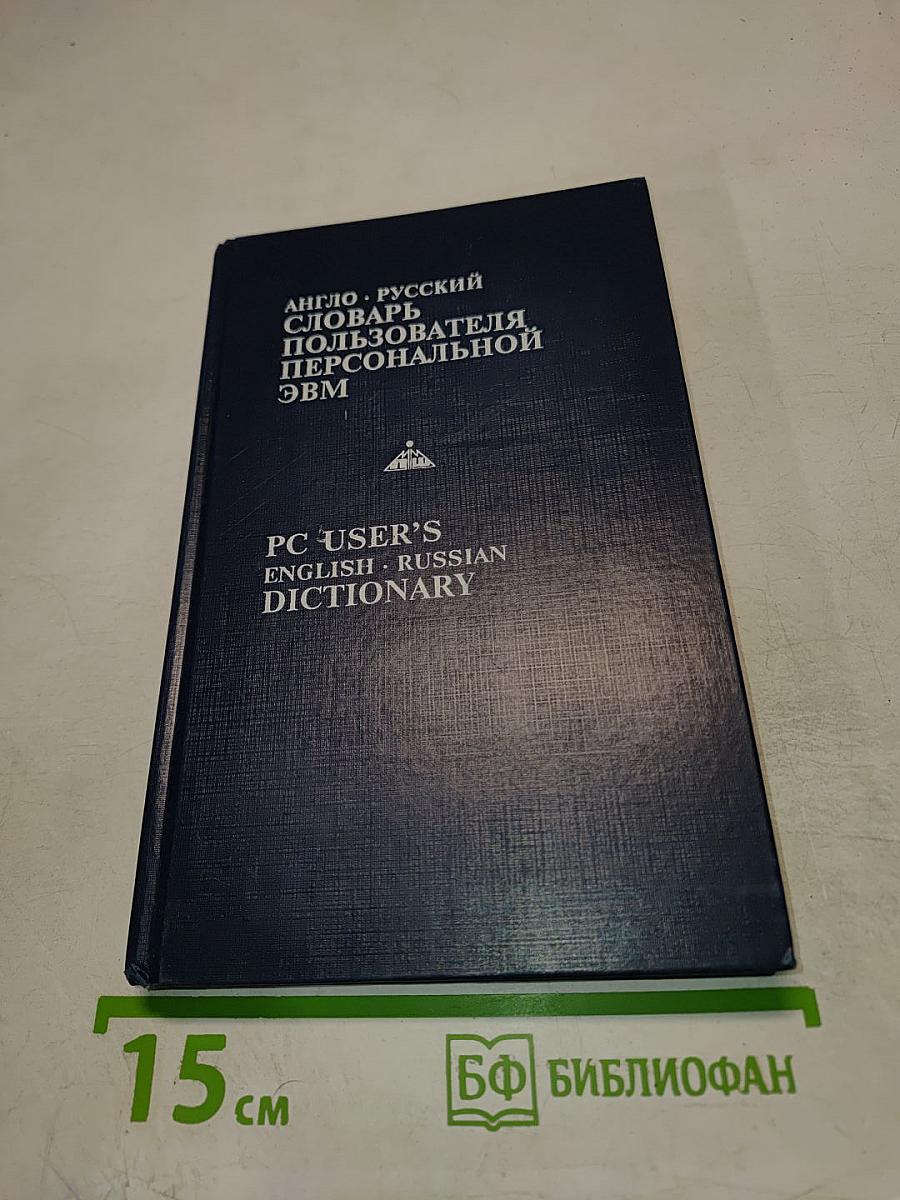 АНГЛО · РУССКИЙ
СЛОВАРЬ
ПОЛЬЗОВАТЕЛЯ
ПЕРСОНАЛЬНОЙ
ЭВМ
PC USER'S
ENGLISH · RUSSIAN
DICTIONARY
15 см
БФ БИБЛИОФАН